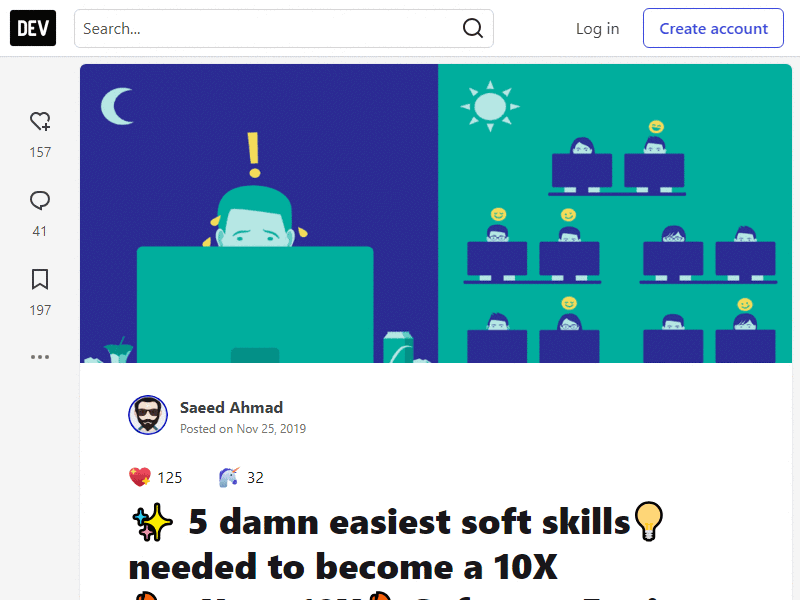 DEV
Search...
Log in
Create account
157
41
197
Saeed Ahmad
Posted on Nov 25, 2019
125
32
5 damn easiest soft skills
needed to become a 10X